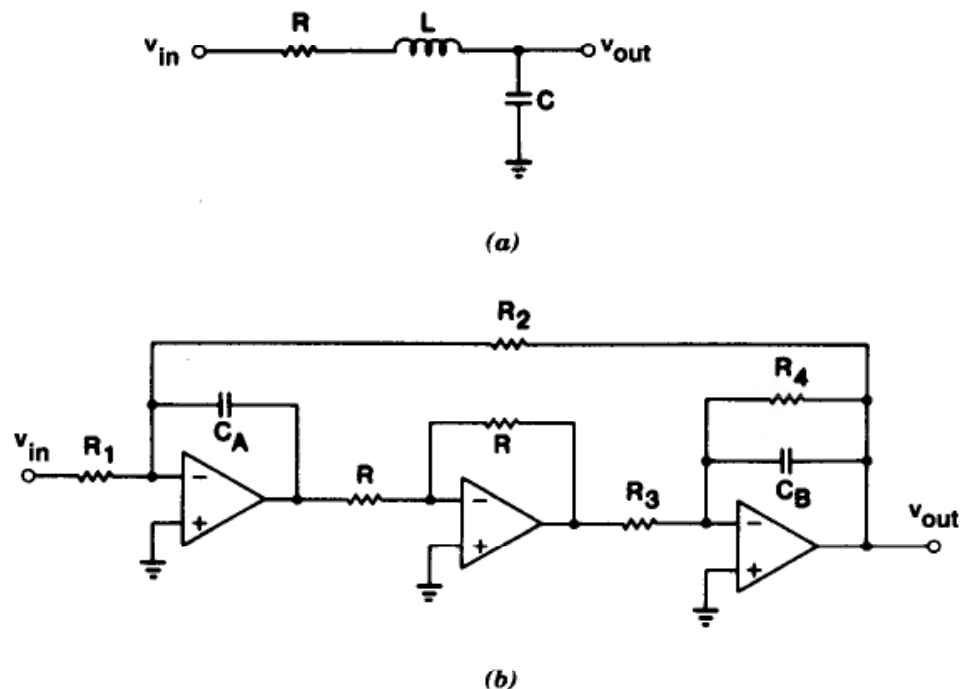 R
L
v_in
v_out
C
(a)
R_2
R_4
v_in
R_1
C_A
R
R
R_3
C_B
v_out
−
+
−
+
−
+
(b)